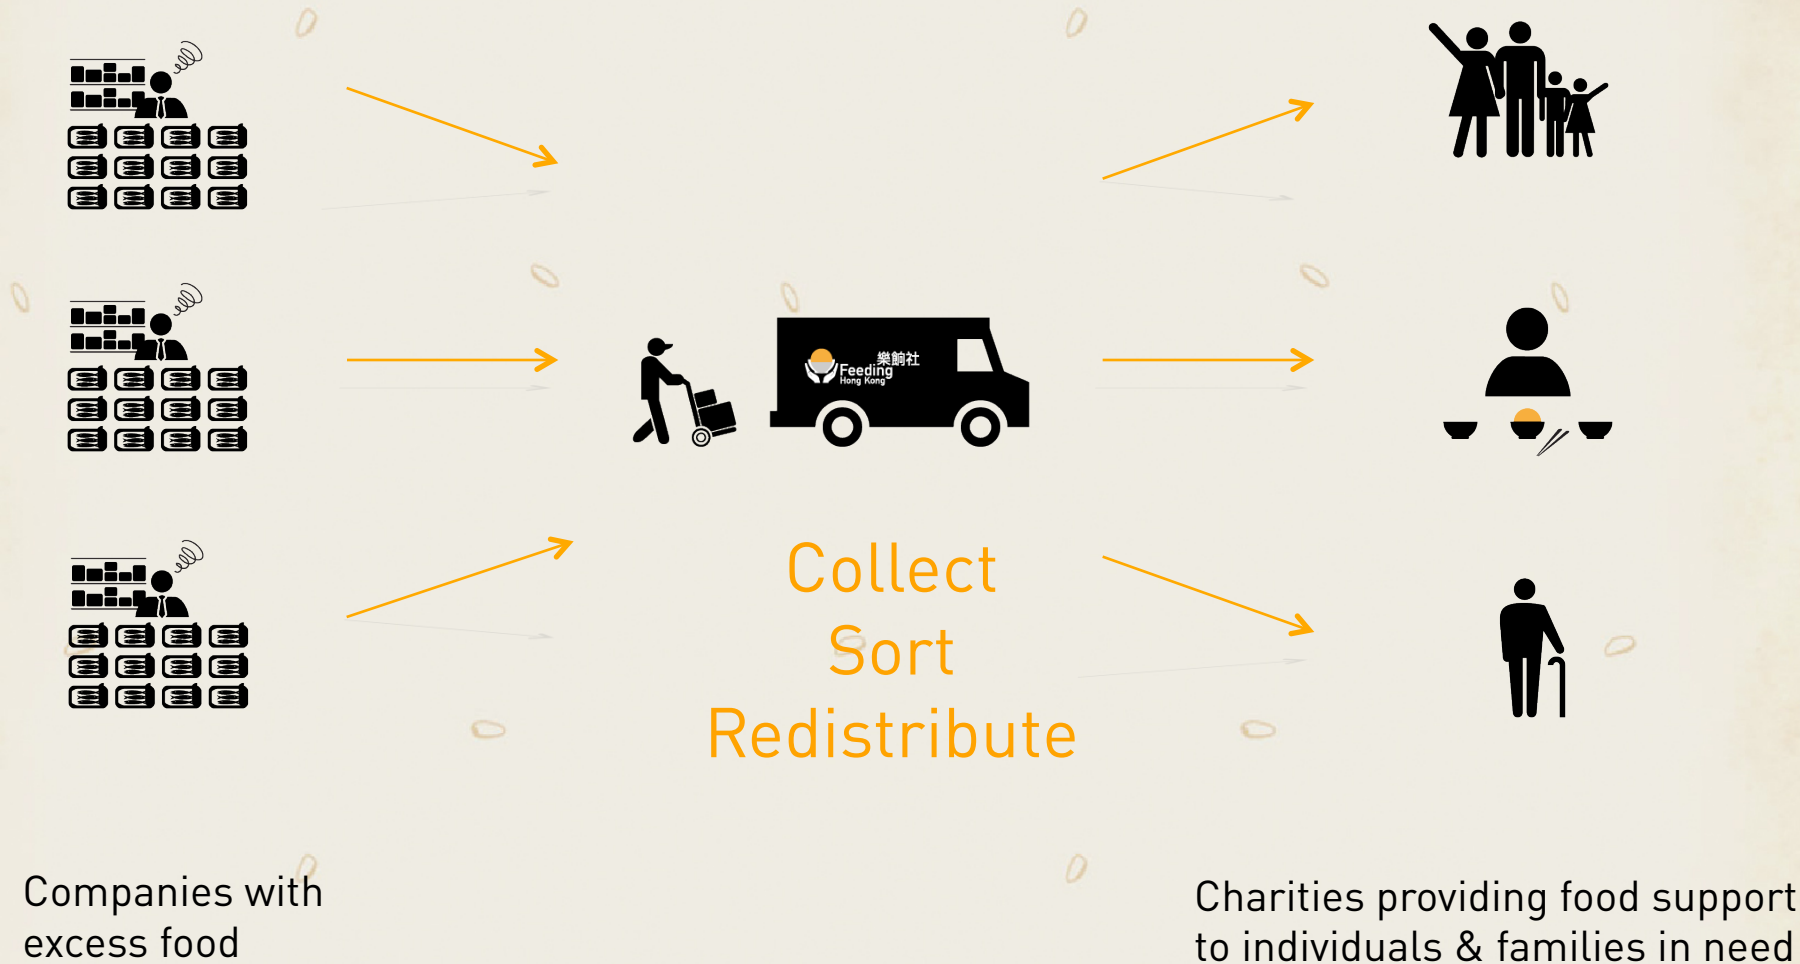 樂餉社
Feeding
Hong Kong
Collect
Sort
Redistribute
Companies with
excess food
Charities providing food support
to individuals & families in need